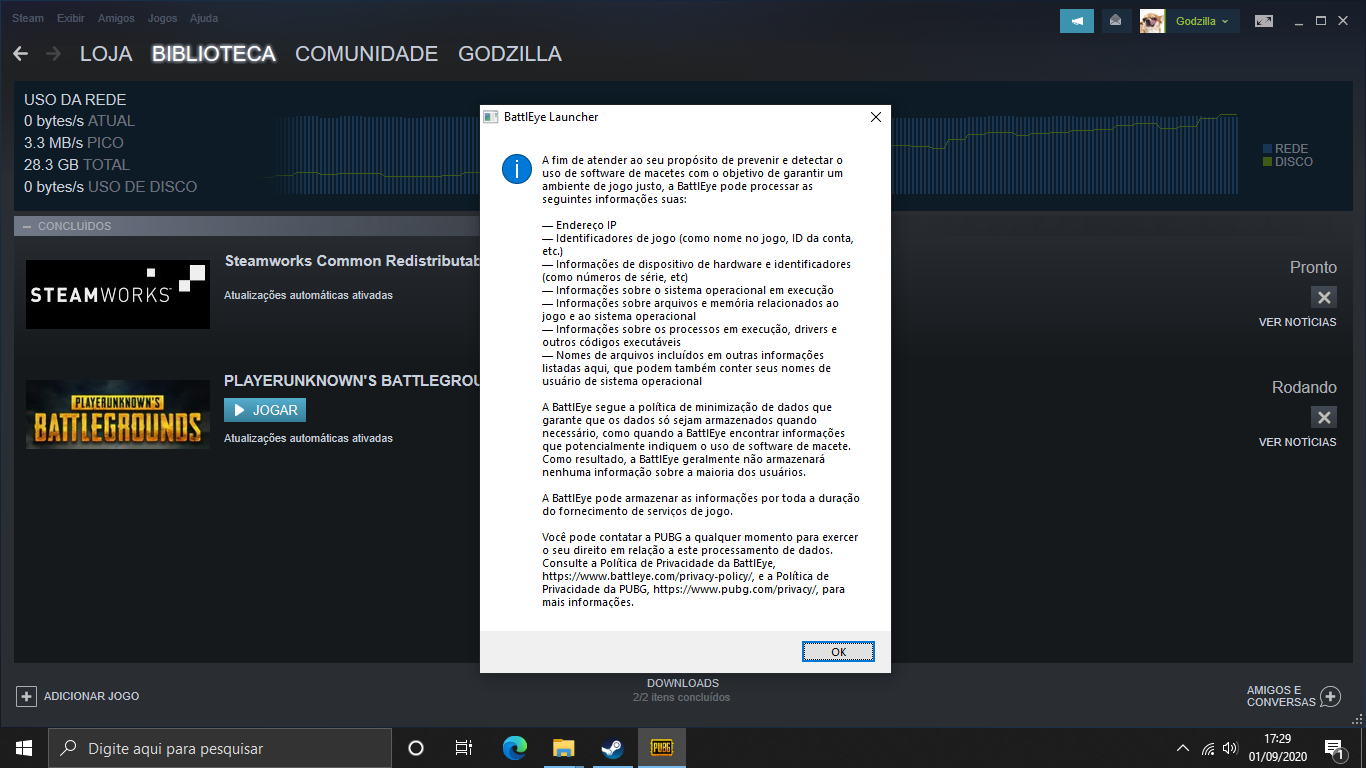 Steam Exibir Amigos Jogos Ajuda
Godzilla
LOJA BIBLIOTECA COMUNIDADE GODZILLA
USO DA REDE
0 bytes/s ATUAL
3.3 MB/s PICO
28.3 GB TOTAL
0 bytes/s USO DE DISCO
REDE
DISCO
— CONCLUÍDOS
STEAMWORKS™
Steamworks Common Redistributab
Atualizações automáticas ativadas
Pronto
VER NOTÍCIAS
PLAYERUNKNOWN'S
BATTLEGROUNDS
PLAYERUNKNOWN'S BATTLEGROU
JOGAR
Atualizações automáticas ativadas
Rodando
VER NOTÍCIAS
BattlEye Launcher
A fim de atender ao seu propósito de prevenir e detectar o
uso de software de macetes com o objetivo de garantir um
ambiente de jogo justo, a BattlEye pode processar as
seguintes informações suas:
— Endereço IP
— Identificadores de jogo (como nome no jogo, ID da conta,
etc.)
— Informações de dispositivo de hardware e identificadores
(como números de série, etc)
— Informações sobre o sistema operacional em execução
— Informações sobre arquivos e memória relacionados ao
jogo e ao sistema operacional
— Informações sobre os processos em execução, drivers e
outros códigos executáveis
— Nomes de arquivos incluídos em outras informações
listadas aqui, que podem também conter seus nomes de
usuário de sistema operacional
A BattlEye segue a política de minimização de dados que
garante que os dados só sejam armazenados quando
necessário, como quando a BattlEye encontrar informações
que potencialmente indiquem o uso de software de macete.
Como resultado, a BattlEye geralmente não armazenará
nenhuma informação sobre a maioria dos usuários.
A BattlEye pode armazenar as informações por toda a duração
do fornecimento de serviços de jogo.
Você pode contatar a PUBG a qualquer momento para exercer
o seu direito em relação a este processamento de dados.
Consulte a Política de Privacidade da BattlEye,
https://www.battleye.com/privacy-policy/, e a Política de
Privacidade da PUBG, https://www.pubg.com/privacy/, para
mais informações.
OK
ADICIONAR JOGO
DOWNLOADS
2/2 itens concluídos
AMIGOS E
CONVERSAS
Digite aqui para pesquisar
PUBG
17:29
01/09/2020
1